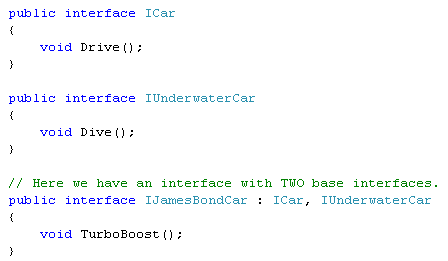 public interface ICar
{
    void Drive();
}

public interface IUnderwaterCar
{
    void Dive();
}

// Here we have an interface with TWO base interfaces.
public interface IJamesBondCar : ICar, IUnderwaterCar
{
    void TurboBoost();
}